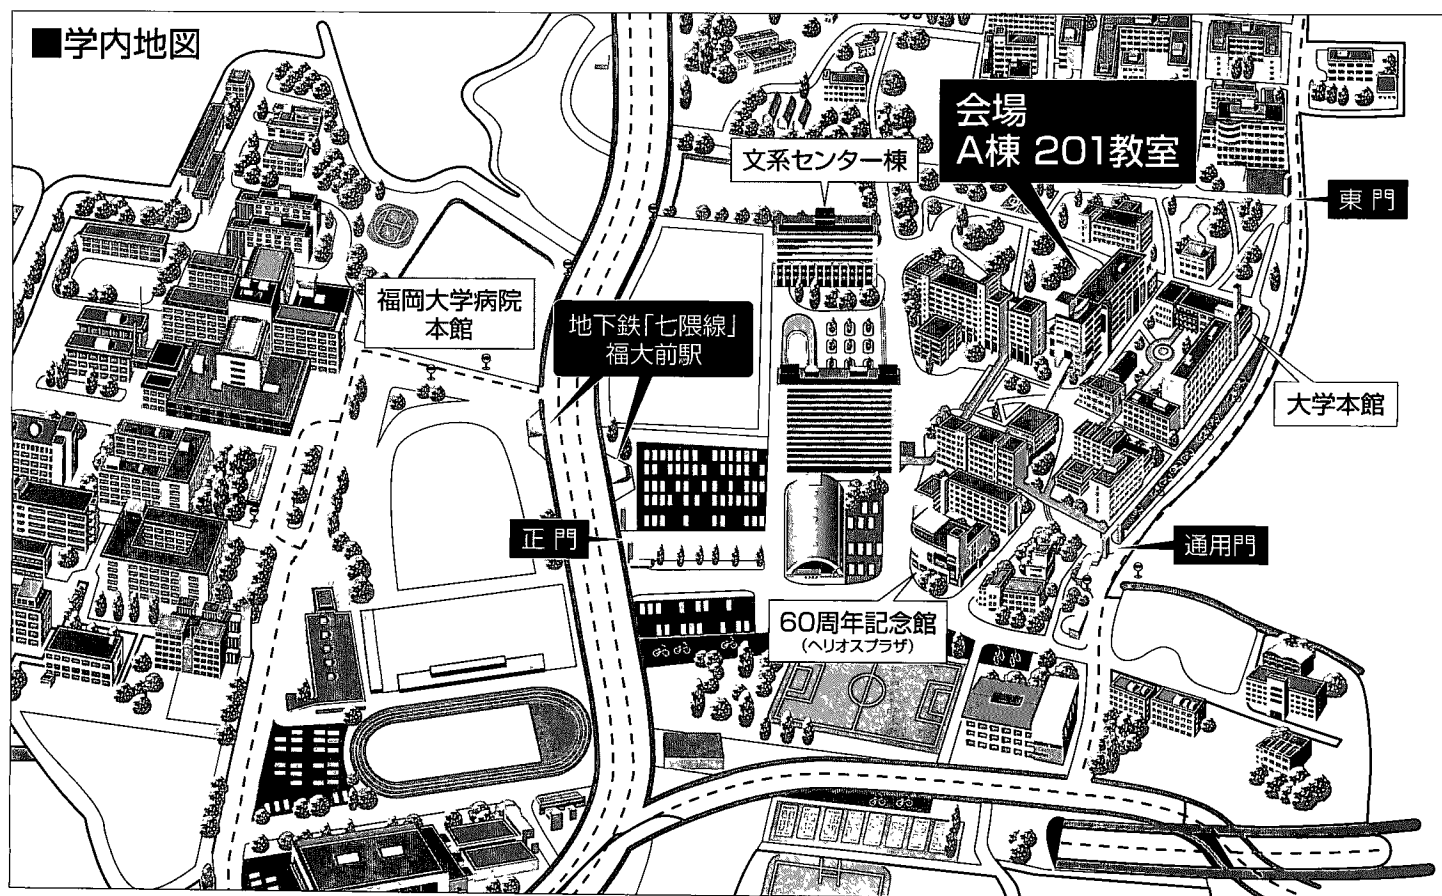 ■学内地図
会場
A棟 201教室
文系センター棟
東門
福岡大学病院
本館
地下鉄「七隈線」
福大前駅
大学本館
正門
通用門
60周年記念館
(ヘリオスプラザ)